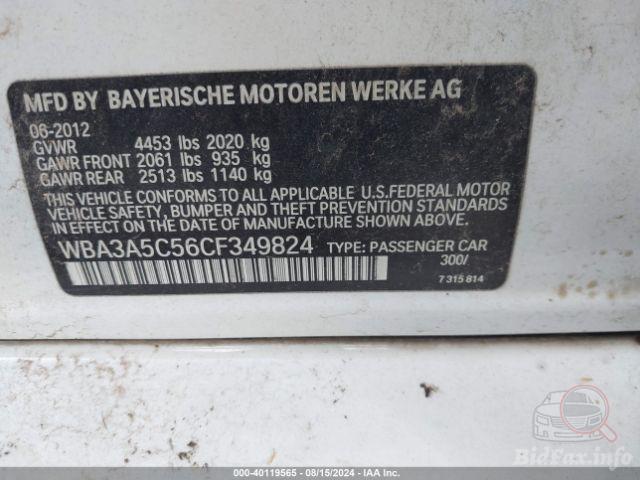 MFD BY BAYERISCHE MOTOREN WERKE AG
06-2012
GVWR 4453 lbs 2020 kg
GAWR FRONT 2061 lbs 935 kg
GAWR REAR 2513 lbs 1140 kg
THIS VEHICLE CONFORMS TO ALL APPLICABLE U.S.FEDERAL MOTOR
VEHICLE SAFETY, BUMPER AND THEFT PREVENTION STANDARDS
IN EFFECT ON THE DATE OF MANUFACTURE SHOWN ABOVE.
WBA3A5C56CF349824 TYPE: PASSENGER CAR
300/
7 315 814
BidFax.info
000-40119565 - 08/15/2024 - IAA Inc.